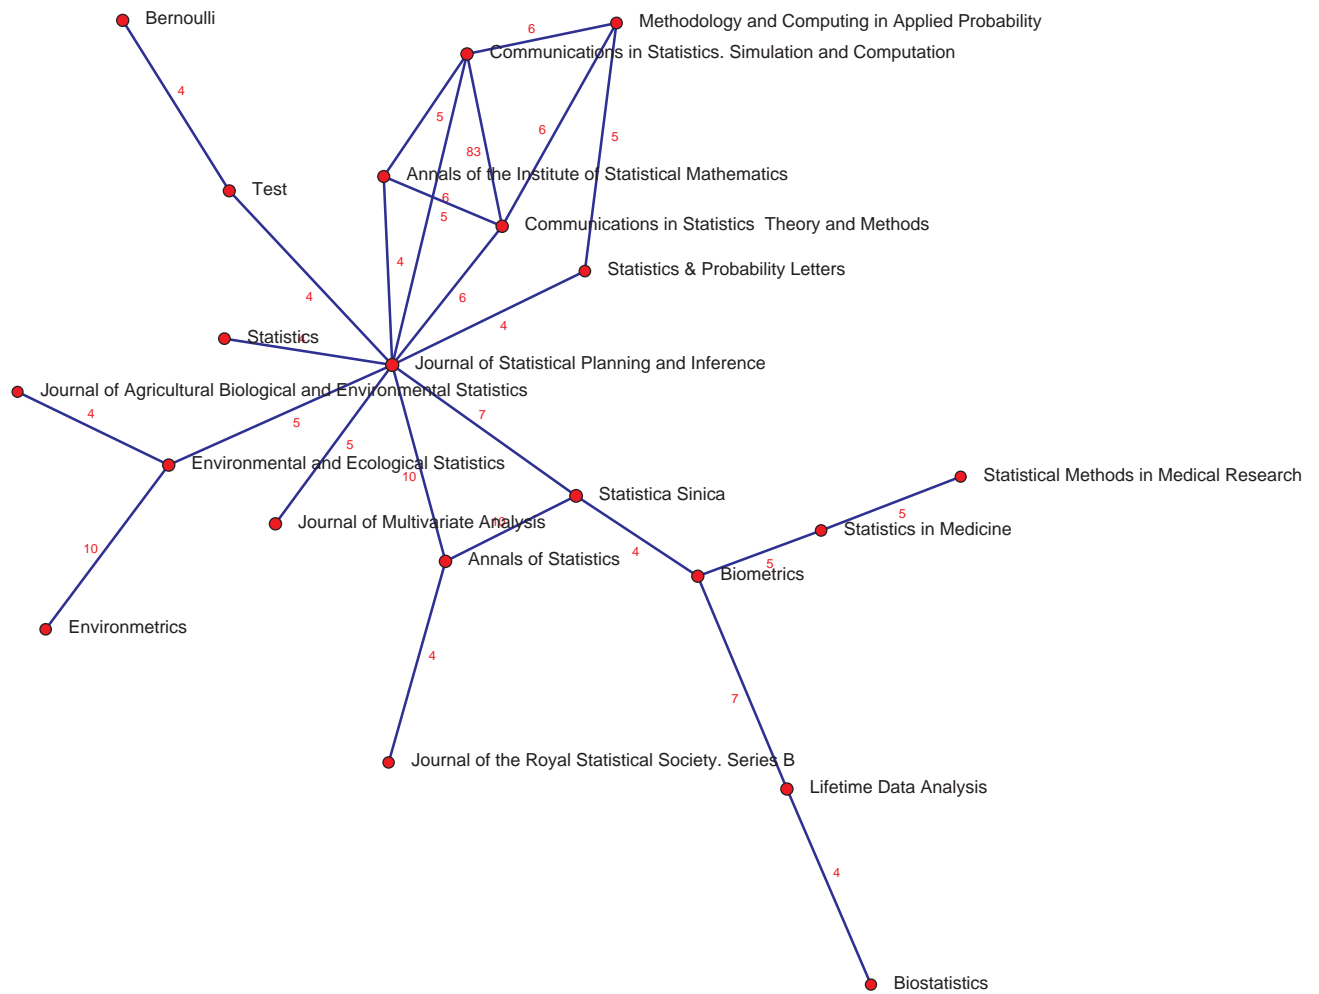 Bernoulli
Methodology and Computing in Applied Probability
6
Communications in Statistics. Simulation and Computation
4
5
6
5
83
Annals of the Institute of Statistical Mathematics
Test
6
5
Communications in Statistics  Theory and Methods
4
Statistics & Probability Letters
4
6
4
Statistics
Journal of Statistical Planning and Inference
Journal of Agricultural Biological and Environmental Statistics
4
5
7
5
Environmental and Ecological Statistics
10
Statistical Methods in Medical Research
Statistica Sinica
5
Journal of Multivariate Analysis
Statistics in Medicine
10
4
Annals of Statistics
5
Biometrics
Environmetrics
4
7
Journal of the Royal Statistical Society. Series B
Lifetime Data Analysis
4
Biostatistics